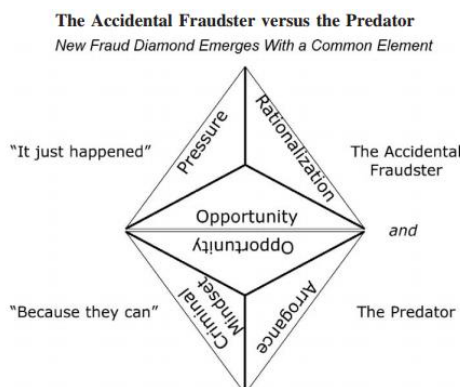 The Accidental Fraudster versus the Predator
New Fraud Diamond Emerges With a Common Element
Pressure
Rationalization
"It just happened"
The Accidental
Fraudster
Opportunity
and
Opportunity
Criminal
Mindset
Arrogance
"Because they can"
The Predator